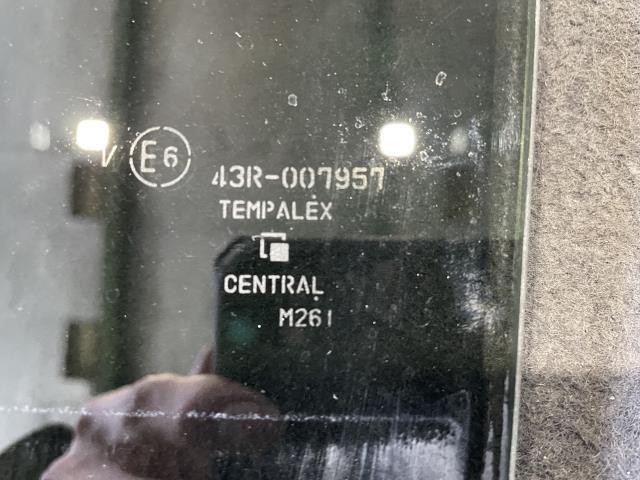 V E6 43R-007957
TEMPALEX
CENTRAL
M261